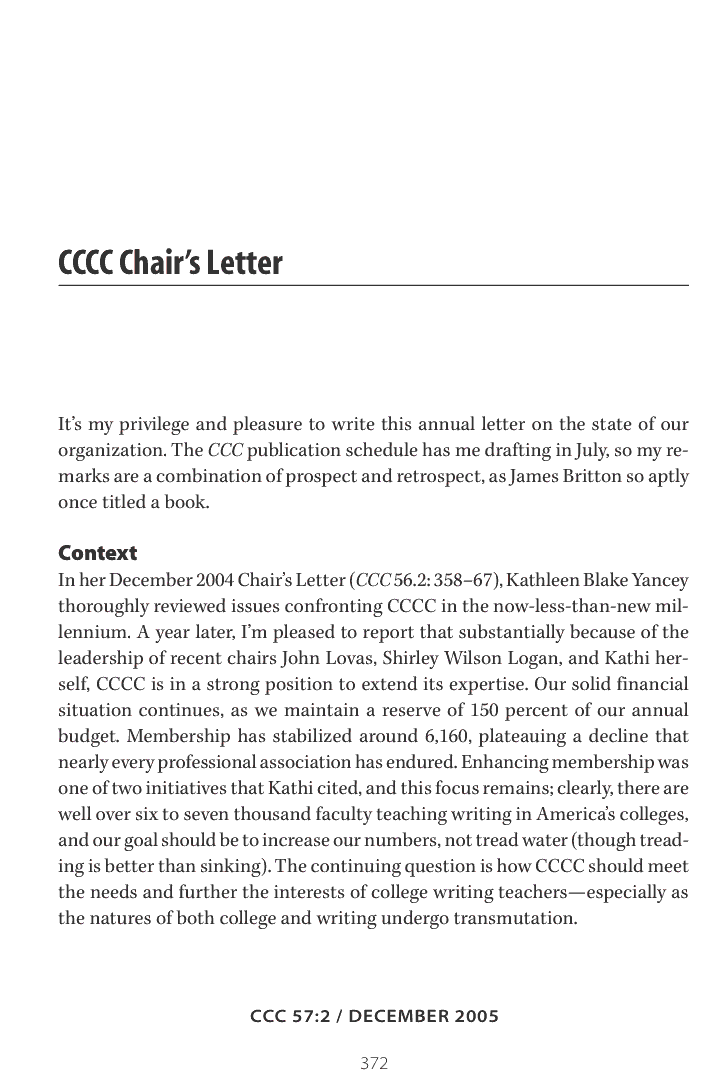 CCCC Chair’s Letter
It’s my privilege and pleasure to write this annual letter on the state of our
organization. The CCC publication schedule has me drafting in July, so my re-
marks are a combination of prospect and retrospect, as James Britton so aptly
once titled a book.
Context
In her December 2004 Chair’s Letter (CCC 56.2: 358–67), Kathleen Blake Yancey
thoroughly reviewed issues confronting CCCC in the now-less-than-new mil-
lennium. A year later, I’m pleased to report that substantially because of the
leadership of recent chairs John Lovas, Shirley Wilson Logan, and Kathi her-
self, CCCC is in a strong position to extend its expertise. Our solid financial
situation continues, as we maintain a reserve of 150 percent of our annual
budget. Membership has stabilized around 6,160, plateauing a decline that
nearly every professional association has endured. Enhancing membership was
one of two initiatives that Kathi cited, and this focus remains; clearly, there are
well over six to seven thousand faculty teaching writing in America’s colleges,
and our goal should be to increase our numbers, not tread water (though tread-
ing is better than sinking). The continuing question is how CCCC should meet
the needs and further the interests of college writing teachers—especially as
the natures of both college and writing undergo transmutation.
CCC 57:2 / DECEMBER 2005
372